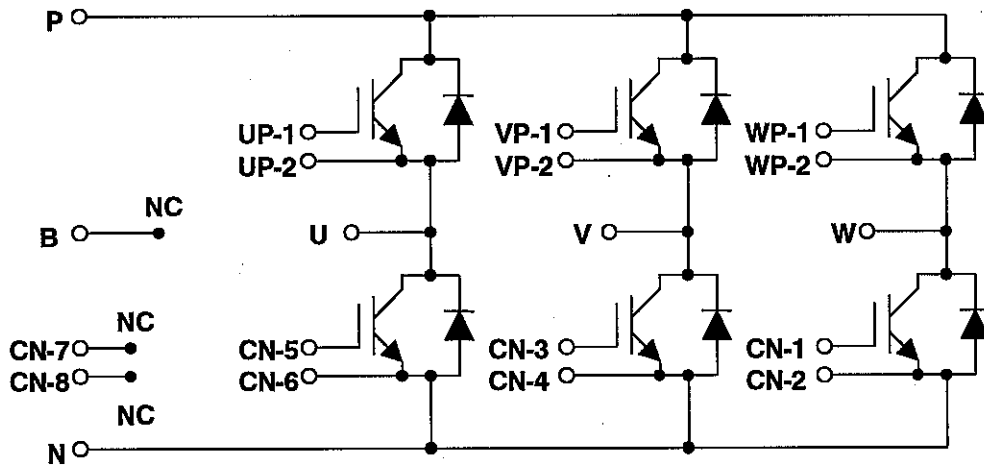 P
UP-1
VP-1
WP-1
UP-2
VP-2
WP-2
NC
B
U
V
W
NC
CN-7
CN-5
CN-3
CN-1
CN-8
CN-6
CN-4
CN-2
NC
N